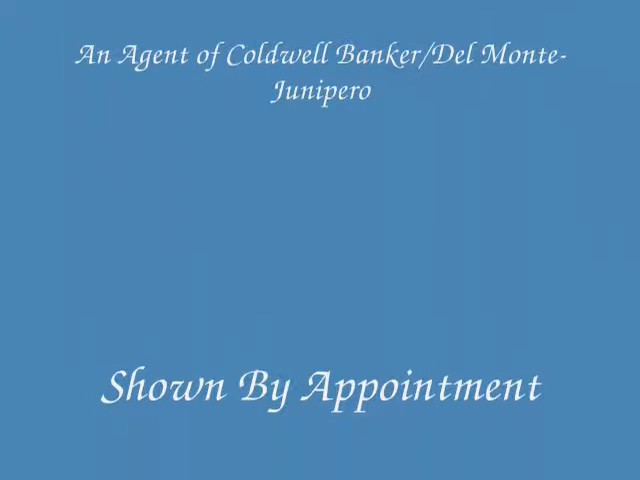 An Agent of Coldwell Banker/Del Monte-
Junipero
Shown By Appointment